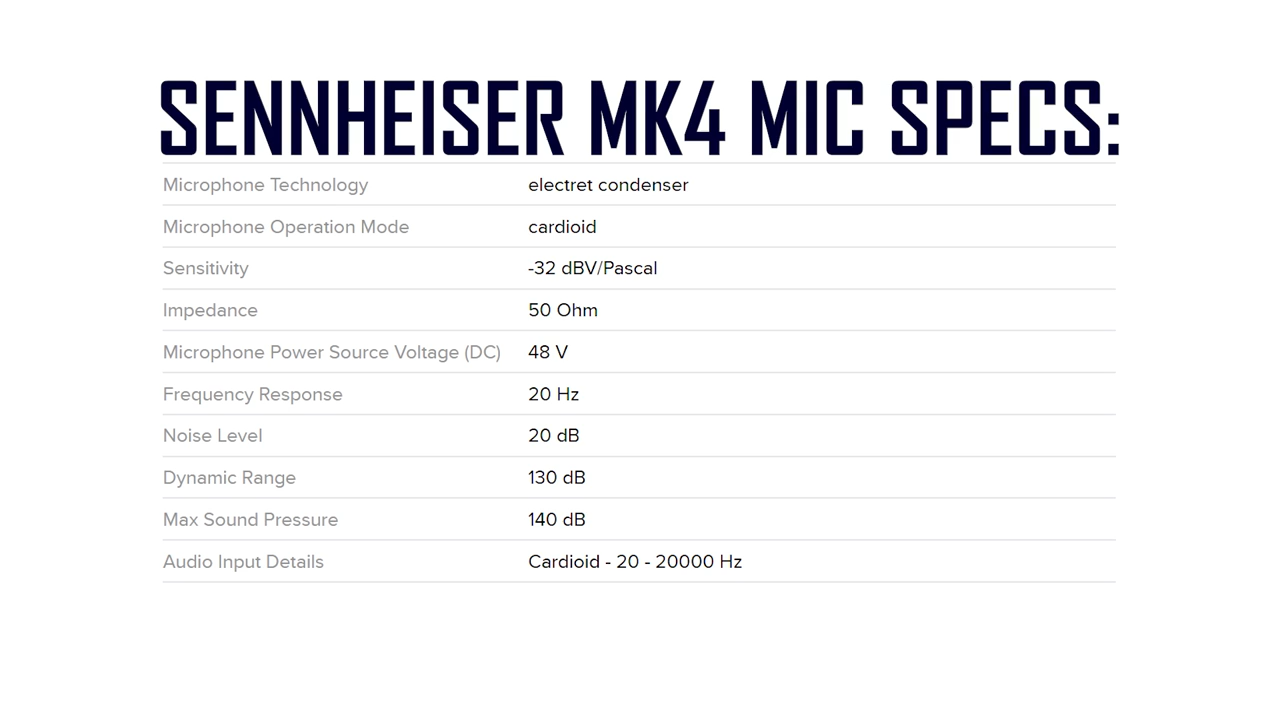 SENNHEISER MK4 MIC SPECS:
Microphone Technology electret condenser
Microphone Operation Mode cardioid
Sensitivity -32 dBV/Pascal
Impedance 50 Ohm
Microphone Power Source Voltage (DC) 48 V
Frequency Response 20 Hz
Noise Level 20 dB
Dynamic Range 130 dB
Max Sound Pressure 140 dB
Audio Input Details Cardioid - 20 - 20000 Hz